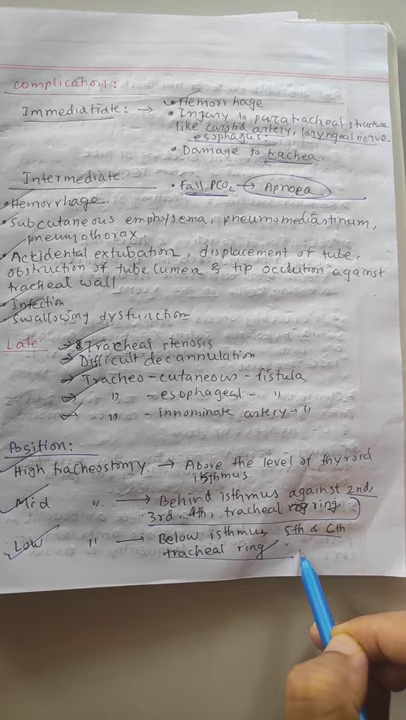 Complication:
Immediatiate: → • Hemorrhage
• Injury to paratracheal structure
like carotid artery, laryngeal nerve.
esophagus.
• Damage to trachea.
• Fall PCO2 → Apnoea
Intermediate:
• Hemorrhage
• Subcutaneous emphysema, pneumomediastinum,
pneumothorax
• Accidental extubation, displacement of tube,
obstruction of tube lumen & tip occlution against
tracheal wall
• Infection
• Swallowing dysfunction
Late: → Tracheal stenosis
→ Difficult decannulation
→ Tracheo-cutaneous-fistula
→ " -esophageal- "
→ " - innominate artery- "
Position:
High tracheostomy. → Above the level of thyroid
isthmus.
Mid " → Behind isthmus against 2nd,
3rd, 4th, tracheal ring.
Low " → Below isthmus, 5th & 6th
tracheal ring.